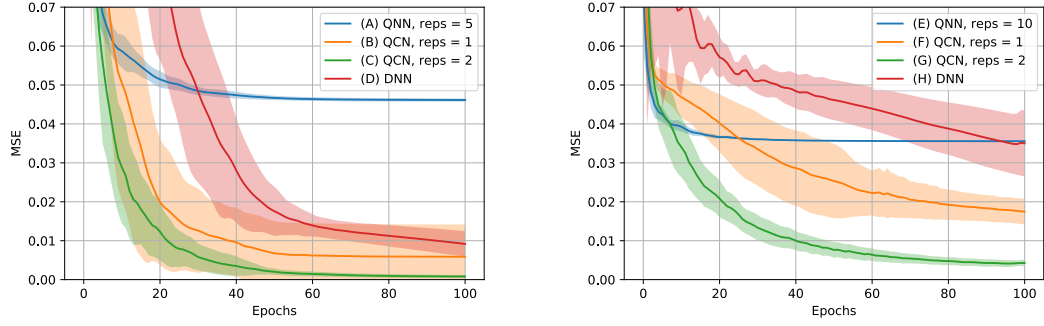 0.07
0.06
0.05
0.04
0.03
0.02
0.01
0.00
MSE
0 20 40 60 80 100
Epochs
(A) QNN, reps = 5
(B) QCN, reps = 1
(C) QCN, reps = 2
(D) DNN
0.07
0.06
0.05
0.04
0.03
0.02
0.01
0.00
MSE
0 20 40 60 80 100
Epochs
(E) QNN, reps = 10
(F) QCN, reps = 1
(G) QCN, reps = 2
(H) DNN